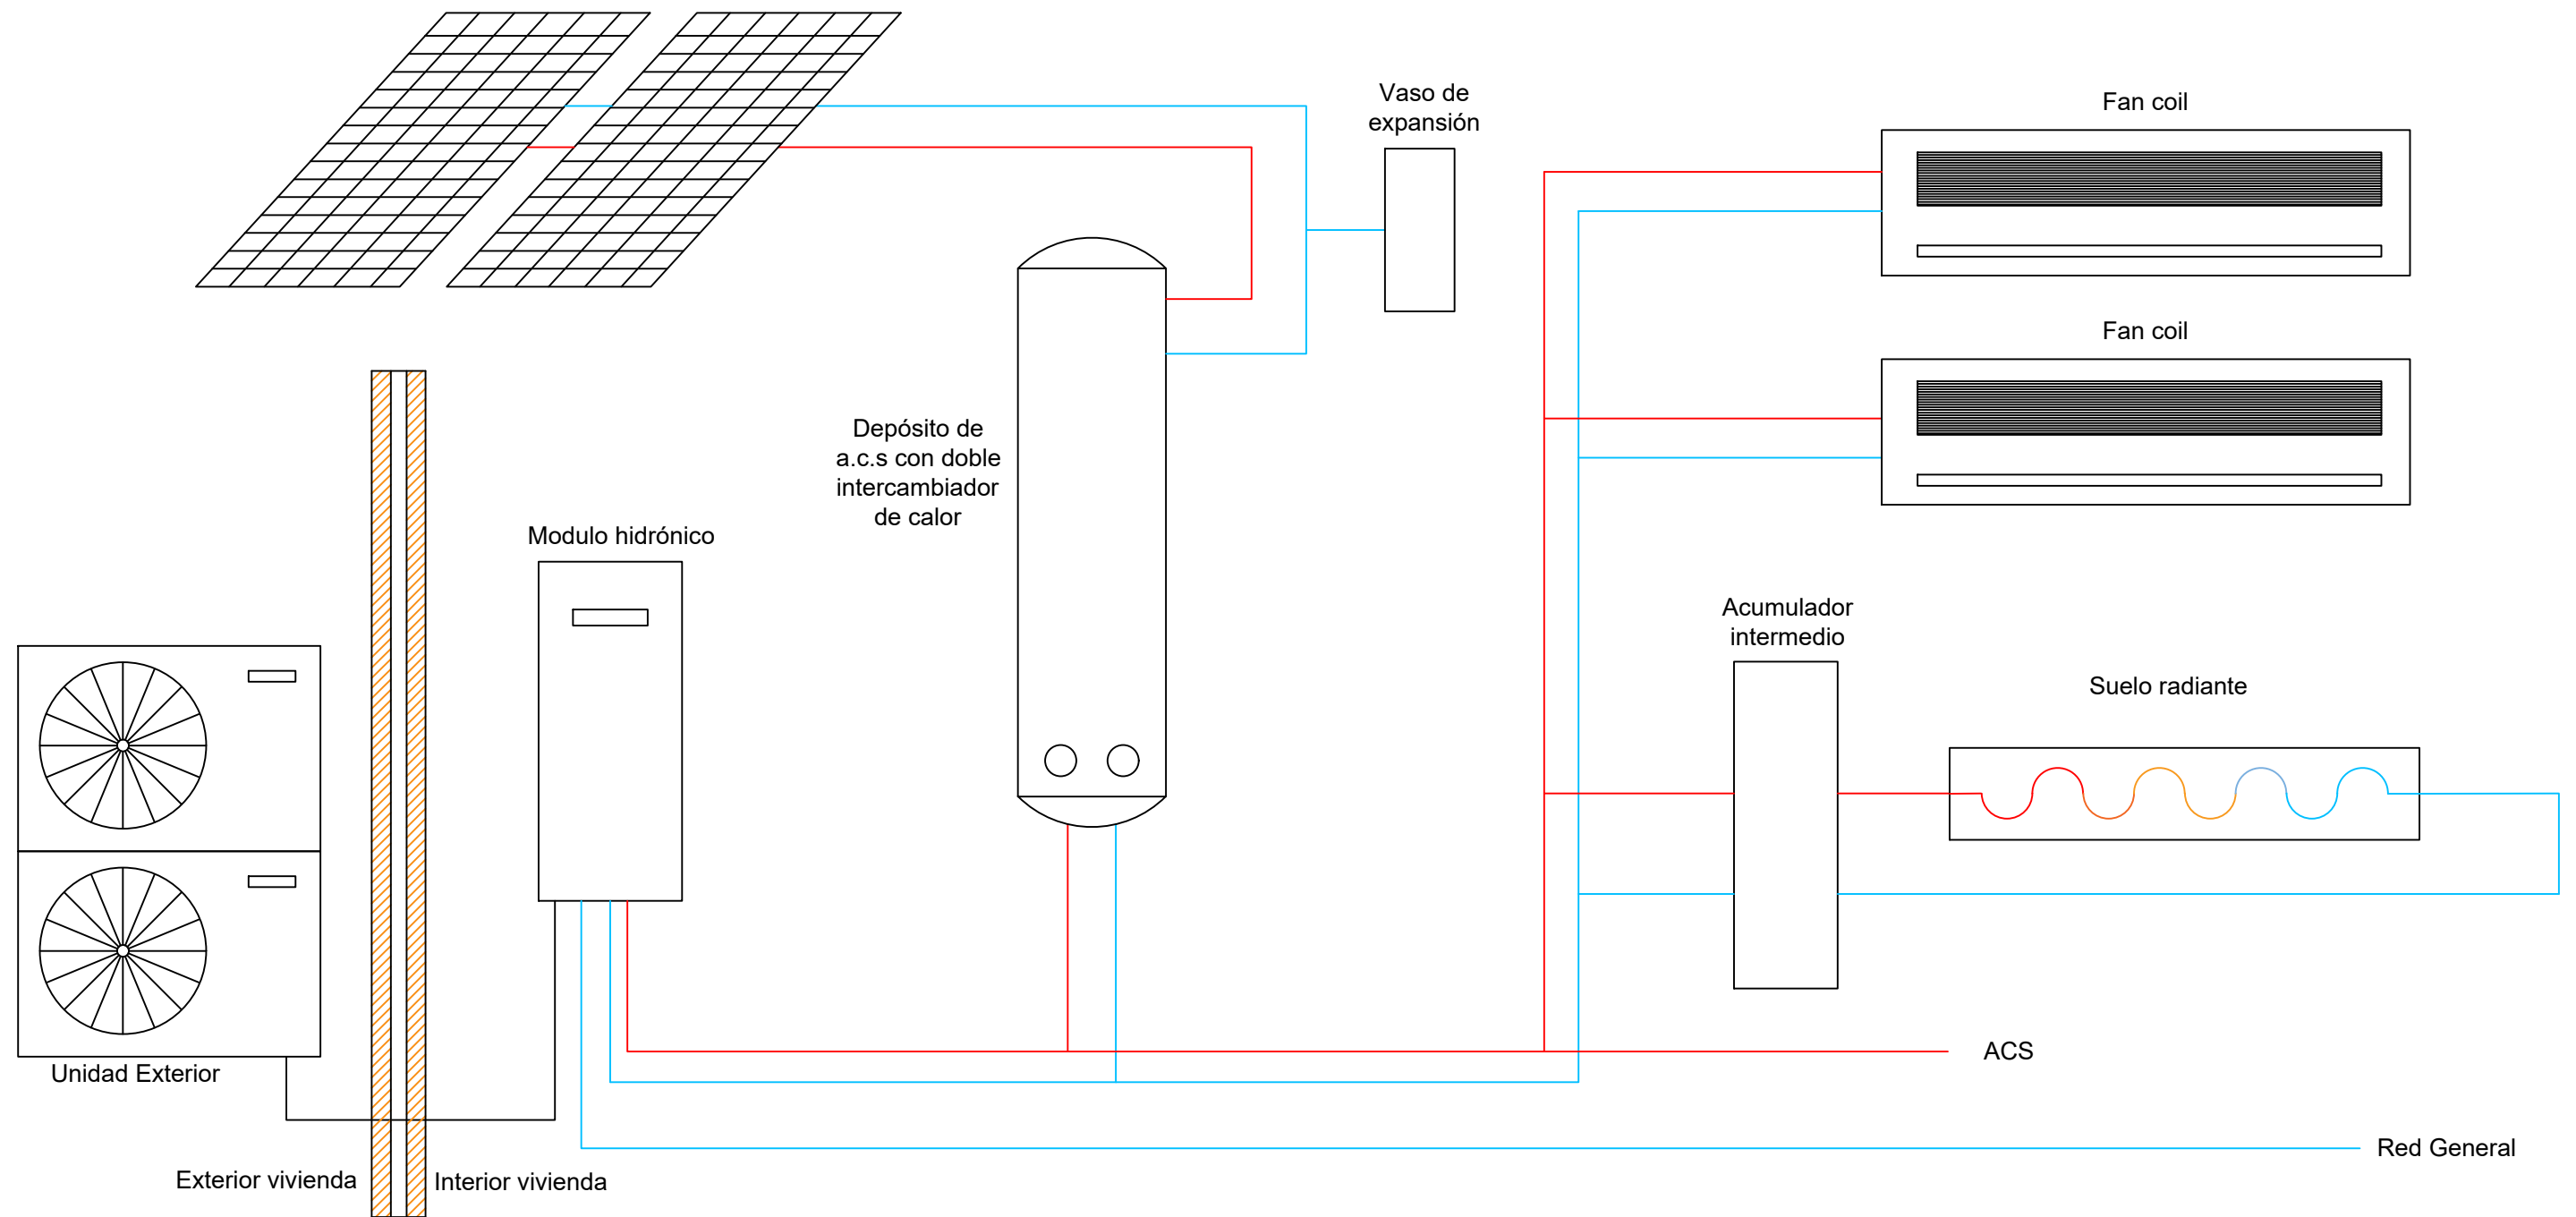 Vaso de
expansión
Fan coil
Fan coil
Depósito de
a.c.s con doble
intercambiador
de calor
Modulo hidrónico
Acumulador
intermedio
Suelo radiante
Unidad Exterior
ACS
Red General
Exterior vivienda
Interior vivienda